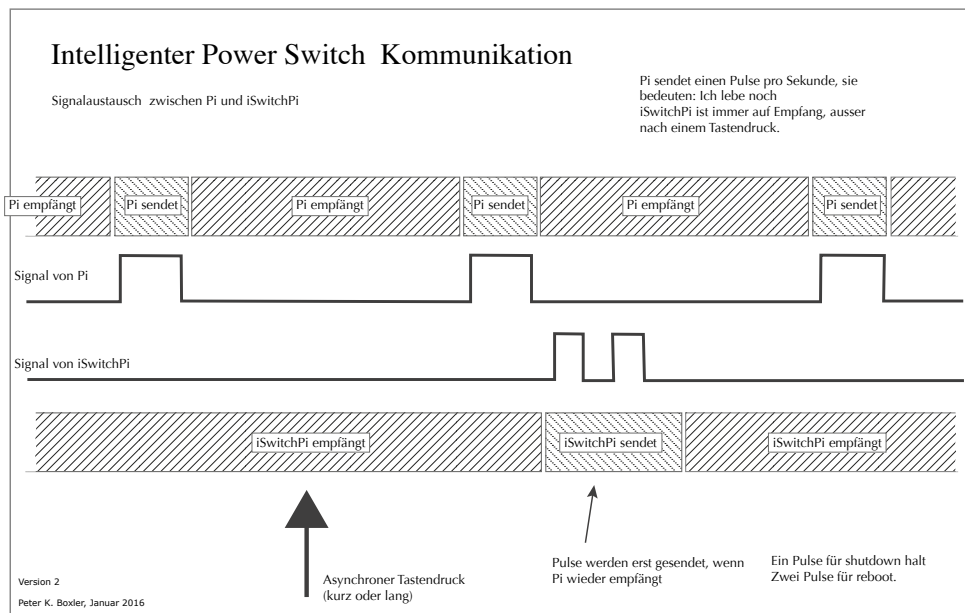 Intelligenter Power Switch Kommunikation
Signalaustausch zwischen Pi und iSwitchPi
Pi sendet einen Pulse pro Sekunde, sie
bedeuten: Ich lebe noch
iSwitchPi ist immer auf Empfang, ausser
nach einem Tastendruck.
Pi empfängt
Pi sendet
Pi empfängt
Pi sendet
Pi empfängt
Pi sendet
Signal von Pi
Signal von iSwitchPi
iSwitchPi empfängt
iSwitchPi sendet
iSwitchPi empfängt
Pulse werden erst gesendet, wenn
Pi wieder empfängt
Ein Pulse für shutdown halt
Zwei Pulse für reboot.
Asynchroner Tastendruck
(kurz oder lang)
Version 2
Peter K. Boxler, Januar 2016